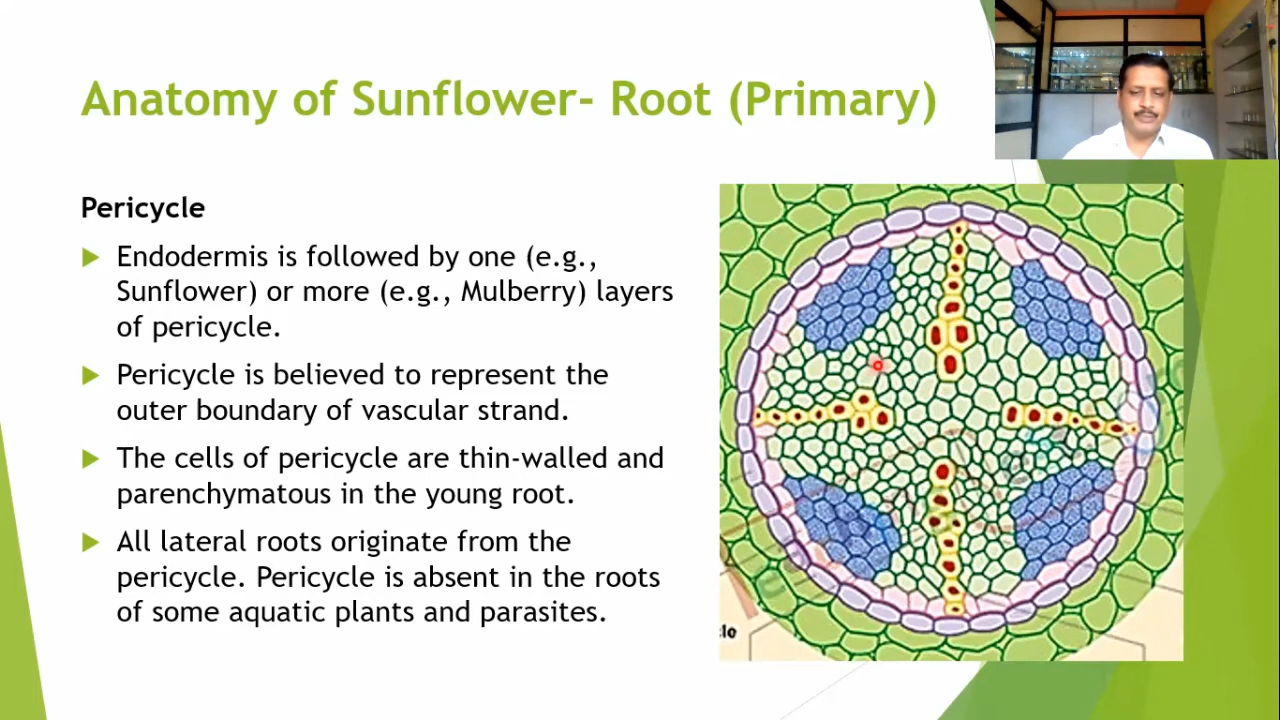 Anatomy of Sunflower- Root (Primary)
Pericycle
Endodermis is followed by one (e.g.,
Sunflower) or more (e.g., Mulberry) layers
of pericycle.
Pericycle is believed to represent the
outer boundary of vascular strand.
The cells of pericycle are thin-walled and
parenchymatous in the young root.
All lateral roots originate from the
pericycle. Pericycle is absent in the roots
of some aquatic plants and parasites.